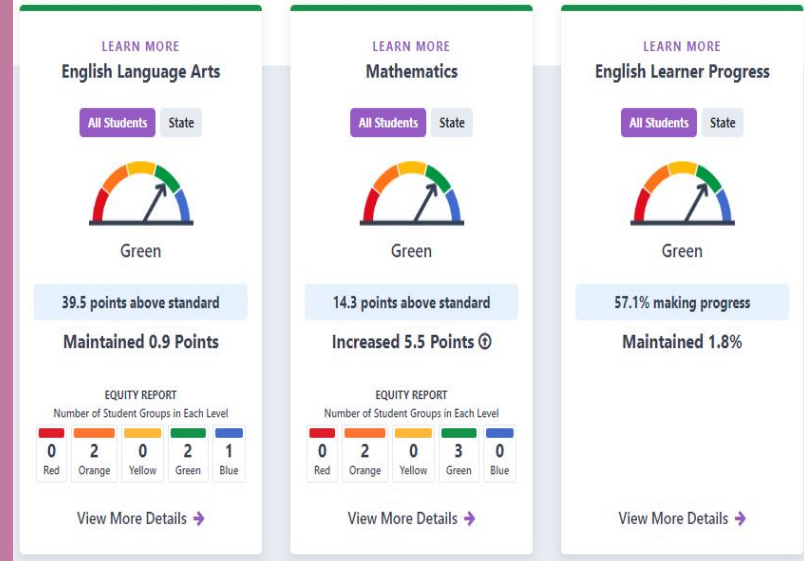 LEARN MORE
English Language Arts
All Students State
Green
39.5 points above standard
Maintained 0.9 Points
EQUITY REPORT
Number of Student Groups in Each Level
0 2 0 2 1
Red Orange Yellow Green Blue
View More Details →
LEARN MORE
Mathematics
All Students State
Green
14.3 points above standard
Increased 5.5 Points
EQUITY REPORT
Number of Student Groups in Each Level
0 2 0 3 0
Red Orange Yellow Green Blue
View More Details →
LEARN MORE
English Learner Progress
All Students State
Green
57.1% making progress
Maintained 1.8%
View More Details →